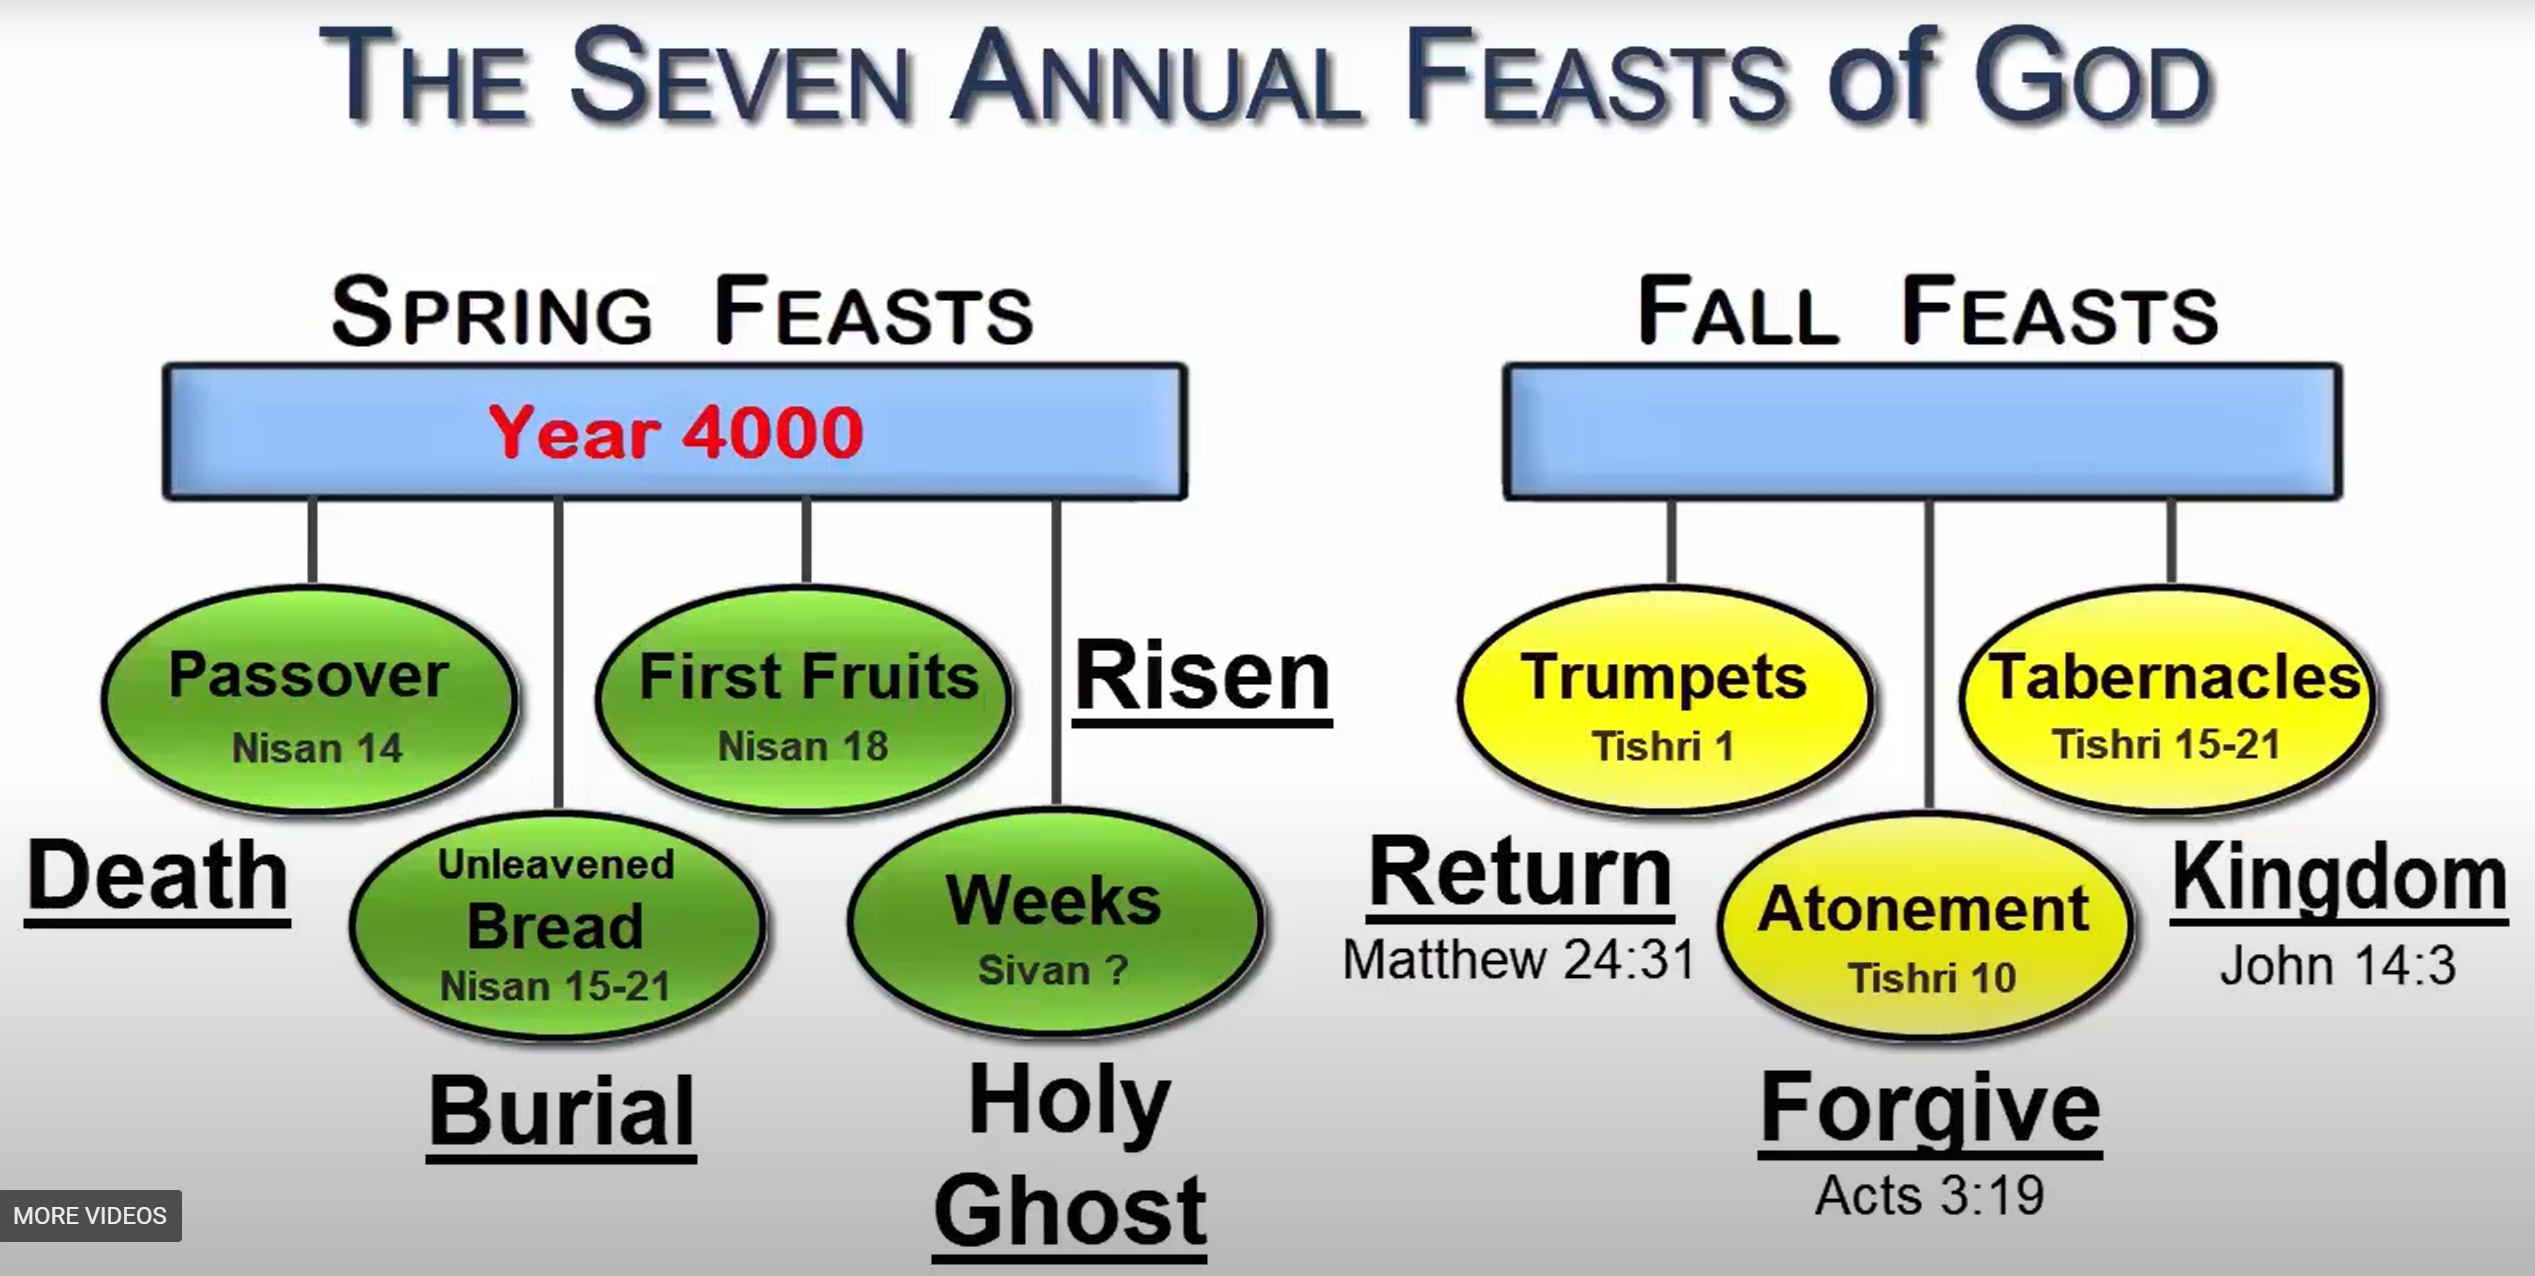 THE SEVEN ANNUAL FEASTS of GOD
SPRING FEASTS
Year 4000
Passover
Nisan 14
Death
Unleavened
Bread
Nisan 15-21
Burial
First Fruits
Nisan 18
Risen
Weeks
Sivan ?
Holy
Ghost
FALL FEASTS
Trumpets
Tishri 1
Return
Matthew 24:31
Atonement
Tishri 10
Forgive
Acts 3:19
Tabernacles
Tishri 15-21
Kingdom
John 14:3
MORE VIDEOS